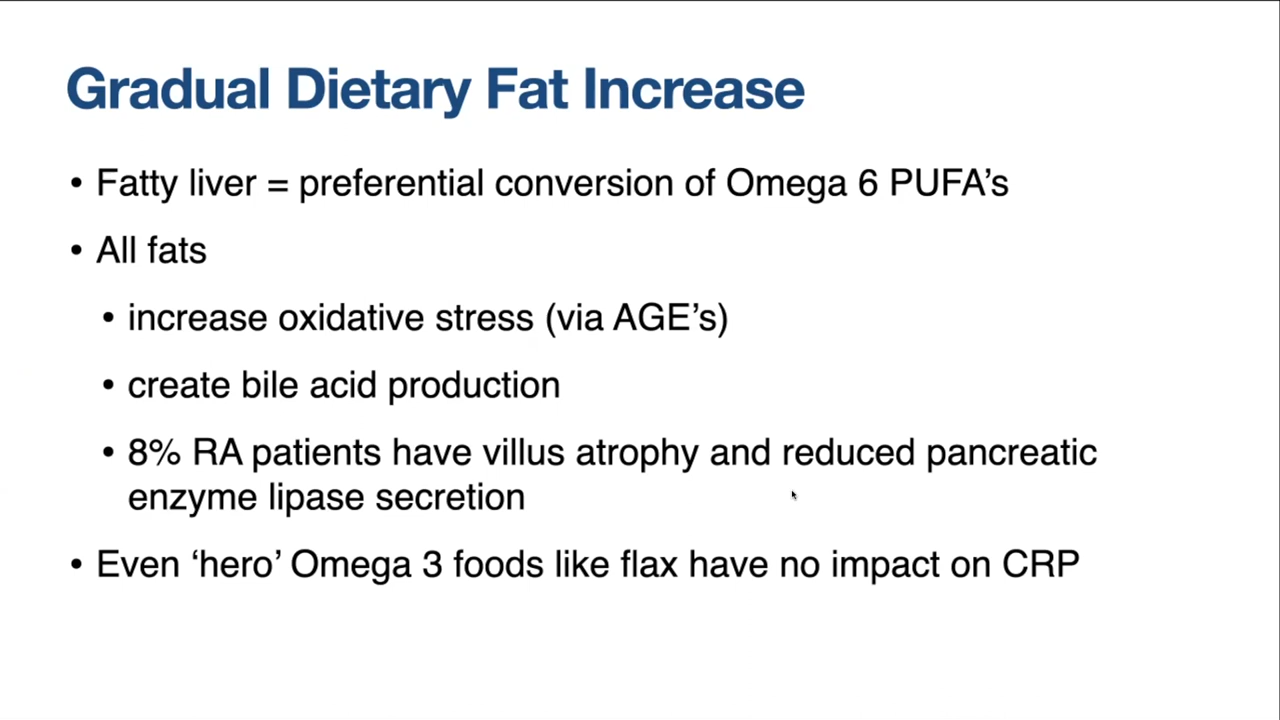 Gradual Dietary Fat Increase
• Fatty liver = preferential conversion of Omega 6 PUFA’s
• All fats
• increase oxidative stress (via AGE’s)
• create bile acid production
• 8% RA patients have villus atrophy and reduced pancreatic
enzyme lipase secretion
• Even ‘hero’ Omega 3 foods like flax have no impact on CRP